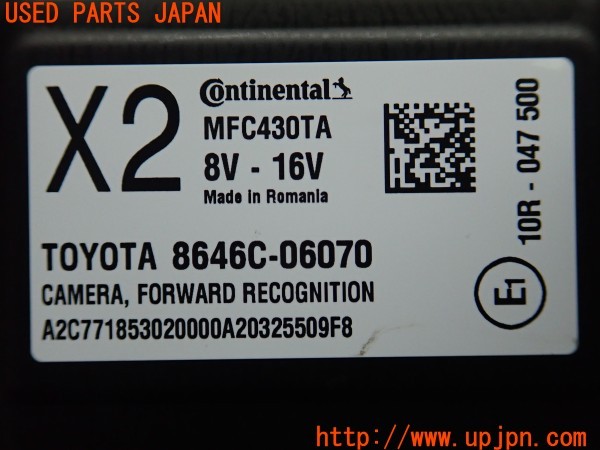 USED PARTS JAPAN
X2
Continental
MFC430TA
8V - 16V
Made in Romania
10R - 047 500
E1
TOYOTA 8646C-06070
CAMERA, FORWARD RECOGNITION
A2C771853020000A20325509F8
UPJ
http://www.upjpn.com/